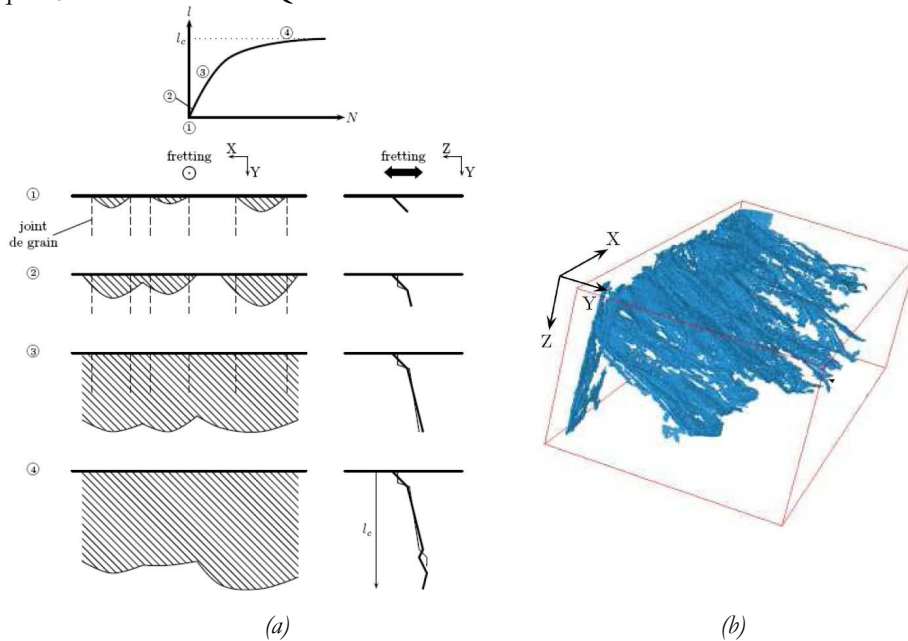 l
l_c
④
③
②
①
N
fretting
X
Y
fretting
Z
Y
①
joint
de grain
②
③
④
l_c
X
Y
Z
(a)
(b)